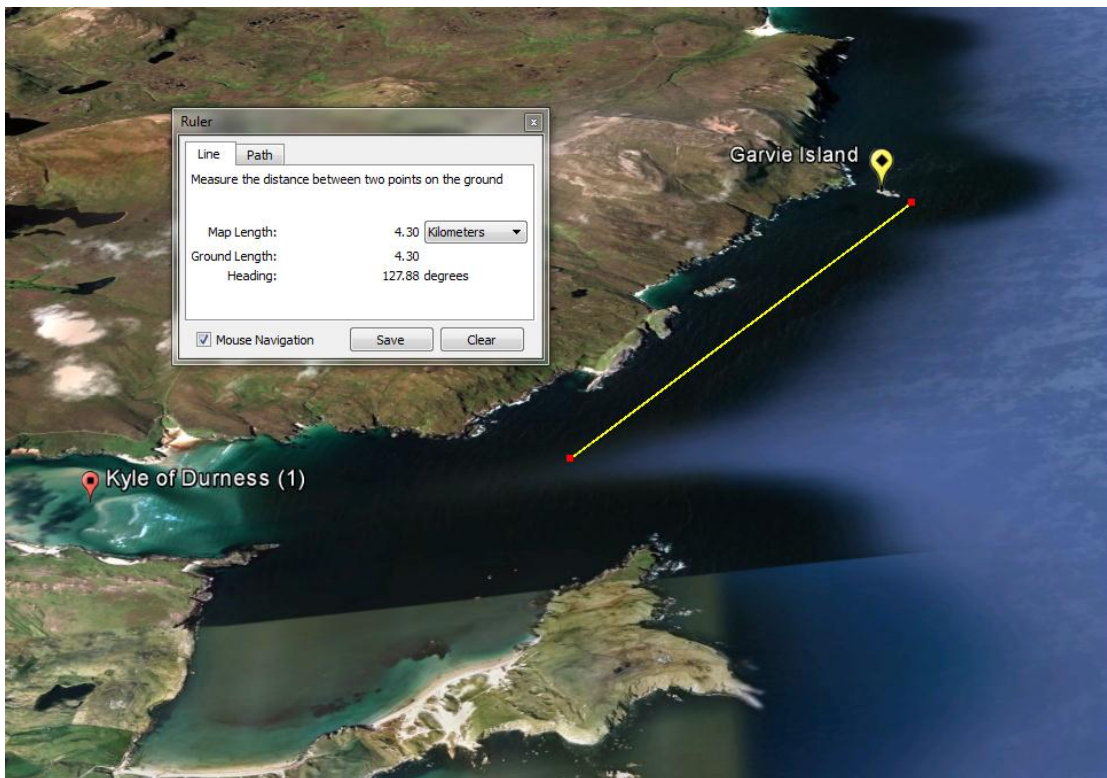 Ruler
Line Path
Measure the distance between two points on the ground
Map Length: 4.30 Kilometers
Ground Length: 4.30
Heading: 127.88 degrees
Mouse Navigation Save Clear
Garvie Island
Kyle of Durness (1)